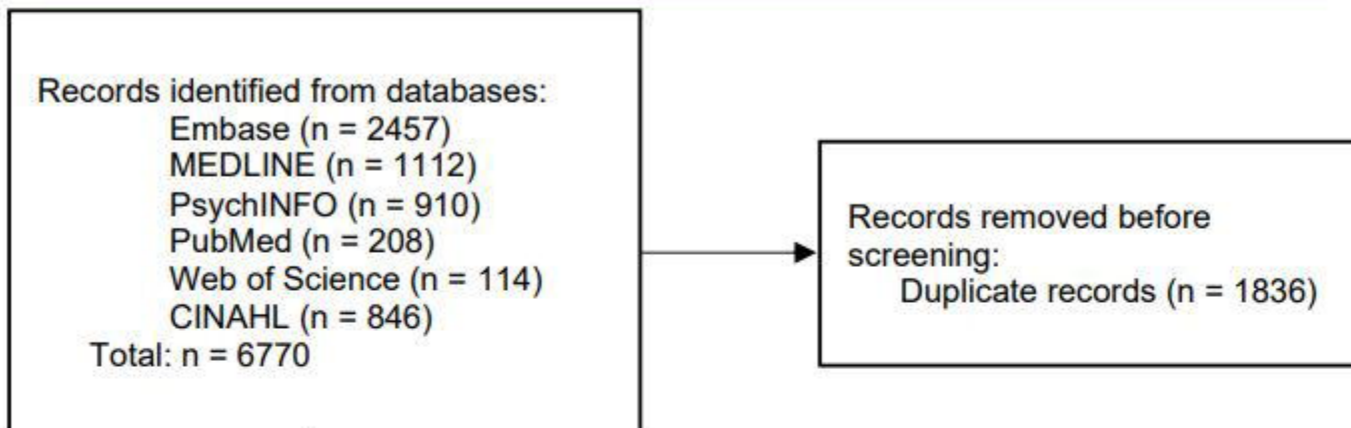 Records identified from databases:
Embase (n = 2457)
MEDLINE (n = 1112)
PsychINFO (n = 910)
PubMed (n = 208)
Web of Science (n = 114)
CINAHL (n = 846)
Total: n = 6770
Records removed before
screening:
Duplicate records (n = 1836)